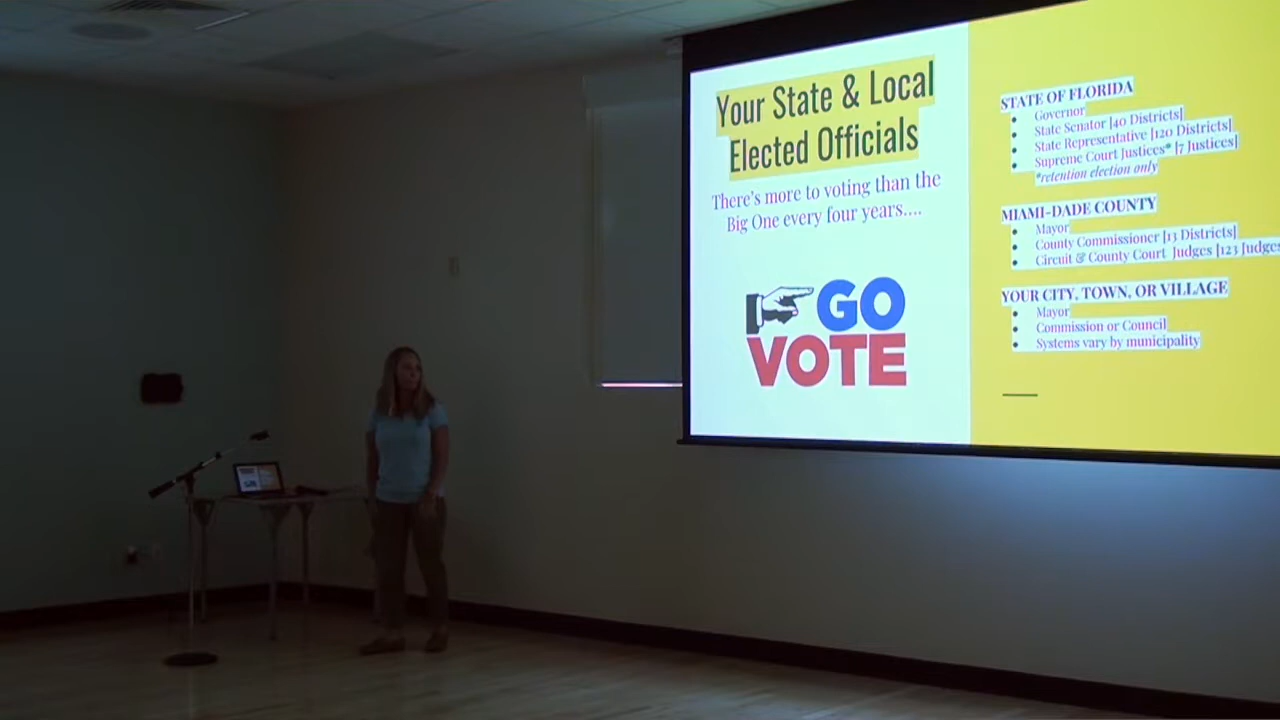 Your State & Local
Elected Officials
There's more to voting than the
Big One every four years....
GO
VOTE
STATE OF FLORIDA
Governor
State Senator [40 Districts]
State Representative [120 Districts]
Supreme Court Justices* [7 Justices]
*retention election only
MIAMI-DADE COUNTY
Mayor
County Commissioner [13 Districts]
Circuit & County Court Judges [123 Judges
YOUR CITY, TOWN, OR VILLAGE
Mayor
Commission or Council
Systems vary by municipality